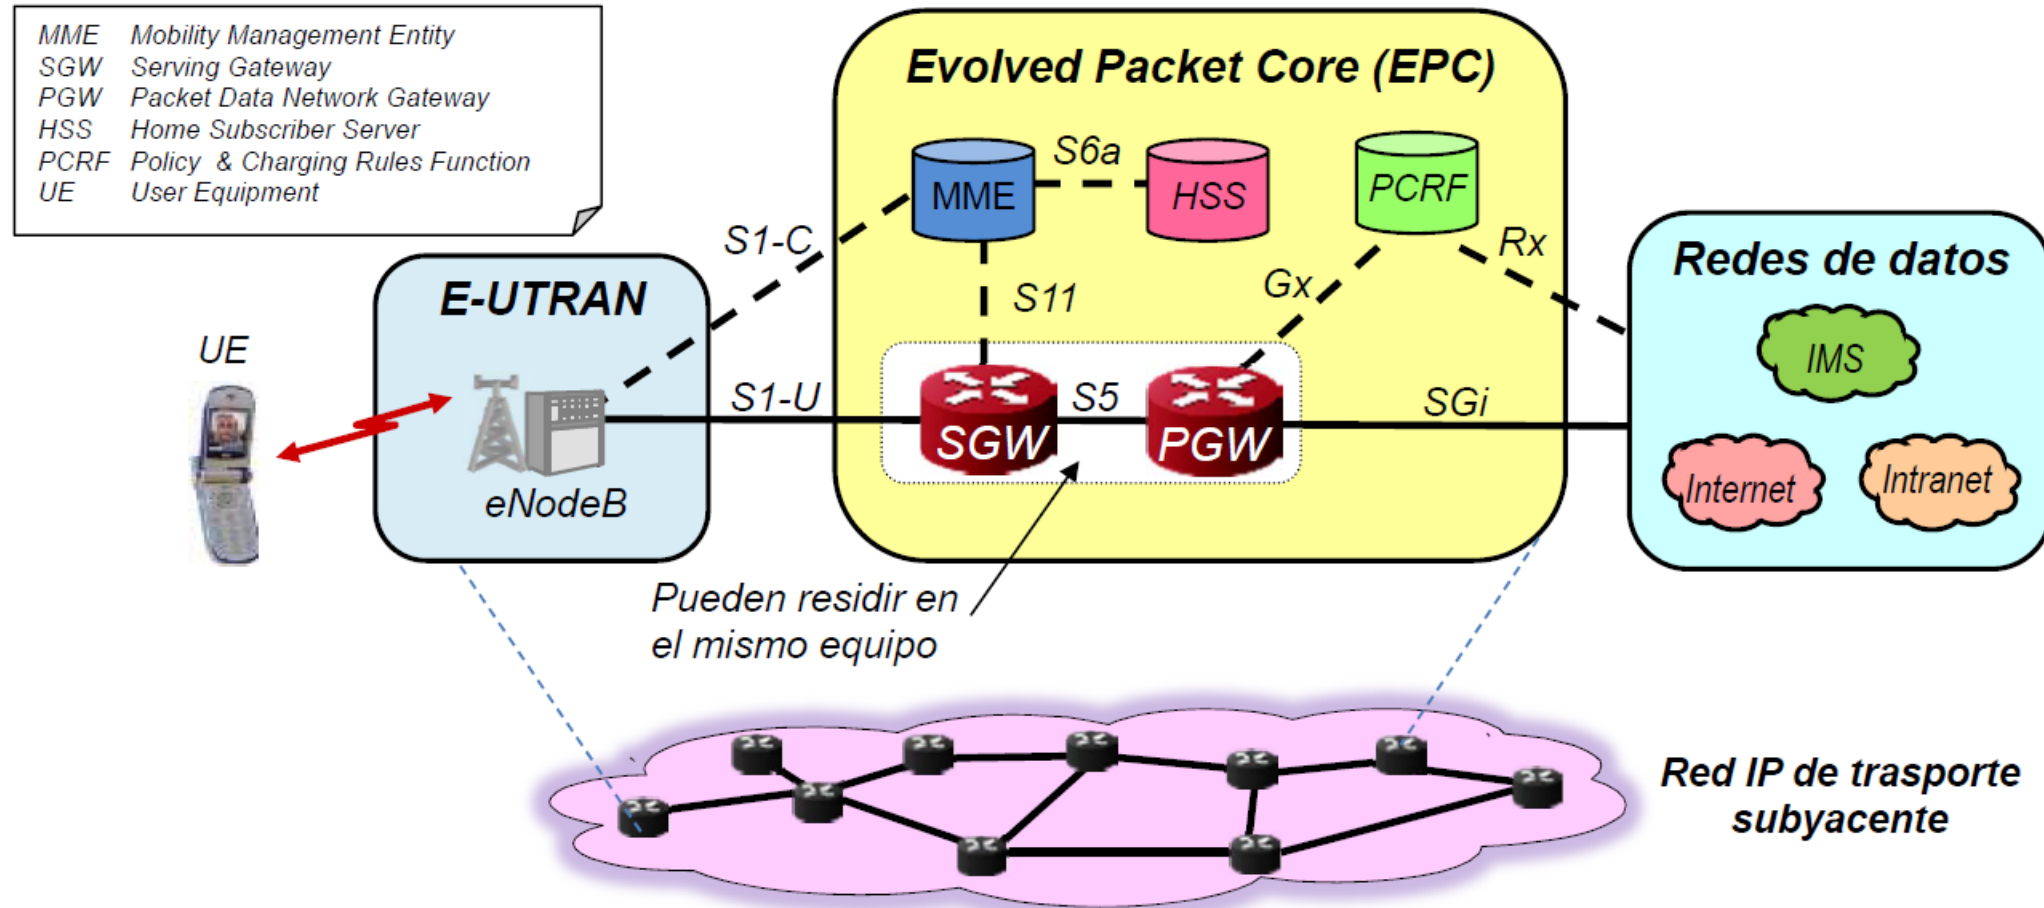 MME Mobility Management Entity
SGW Serving Gateway
PGW Packet Data Network Gateway
HSS Home Subscriber Server
PCRF Policy & Charging Rules Function
UE User Equipment
Evolved Packet Core (EPC)
MME
S6a
HSS
PCRF
S1-C
S11
Gx
Rx
Redes de datos
IMS
Internet
Intranet
E-UTRAN
UE
eNodeB
S1-U
SGW
S5
PGW
SGi
Pueden residir en
el mismo equipo
Red IP de trasporte
subyacente